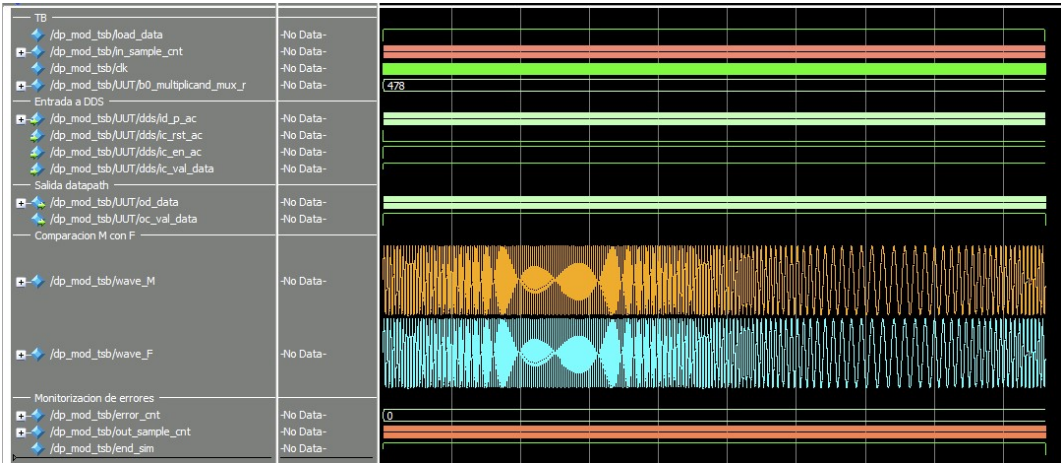 TB
/dp_mod_tsb/load_data -No Data-
/dp_mod_tsb/in_sample_cnt -No Data-
/dp_mod_tsb/clk -No Data-
/dp_mod_tsb/UUT/b0_multiplicand_mux_r -No Data- 478
Entrada a DDS
/dp_mod_tsb/UUT/dds/id_p_ac -No Data-
/dp_mod_tsb/UUT/dds/ic_rst_ac -No Data-
/dp_mod_tsb/UUT/dds/ic_en_ac -No Data-
/dp_mod_tsb/UUT/dds/ic_val_data -No Data-
Salida datapath
/dp_mod_tsb/UUT/od_data -No Data-
/dp_mod_tsb/UUT/oc_val_data -No Data-
Comparacion M con F
/dp_mod_tsb/wave_M -No Data-
/dp_mod_tsb/wave_F -No Data-
Monitorizacion de errores
/dp_mod_tsb/error_cnt -No Data- 0
/dp_mod_tsb/out_sample_cnt -No Data-
/dp_mod_tsb/end_sim -No Data-